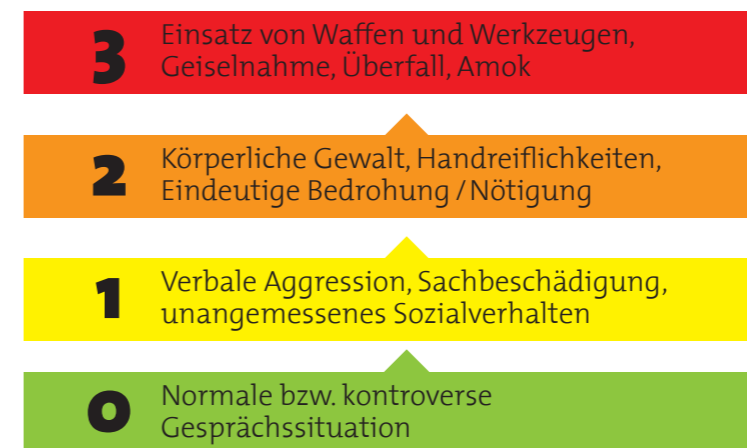 3
Einsatz von Waffen und Werkzeugen,
Geiselnahme, Überfall, Amok
2
Körperliche Gewalt, Handreiflichkeiten,
Eindeutige Bedrohung / Nötigung
1
Verbale Aggression, Sachbeschädigung,
unangemessenes Sozialverhalten
0
Normale bzw. kontroverse
Gesprächssituation